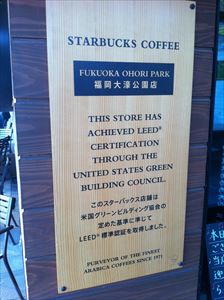 STARBUCKS COFFEE
FUKUOKA OHORI PARK
福岡大濠公園店
THIS STORE HAS
ACHIEVED LEED®
CERTIFICATION
THROUGH THE
UNITED STATES GREEN
BUILDING COUNCIL.
このスターバックス店舗は
米国グリーンビルディング協会の
定めた基準に準じて
LEED® 標準認証を取得しました。
PURVEYOR OF THE FINEST
ARABICA COFFEES SINCE 1971